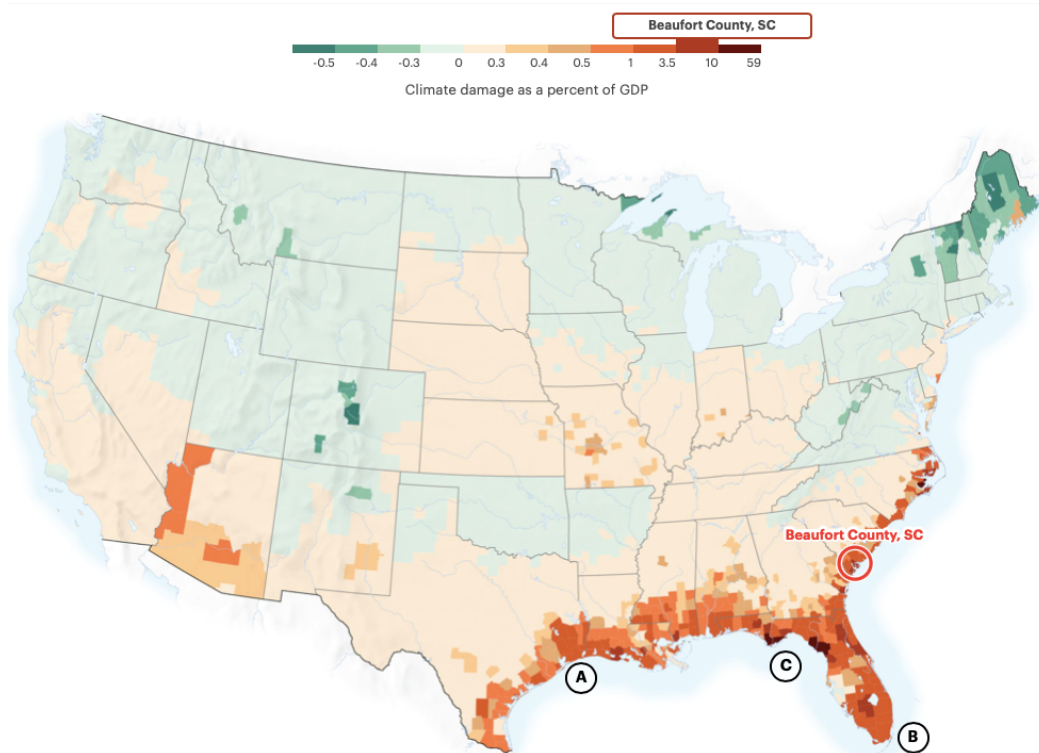 Beaufort County, SC
-0.5 -0.4 -0.3 0 0.3 0.4 0.5 1 3.5 10 59
Climate damage as a percent of GDP
Beaufort County, SC
A
C
B